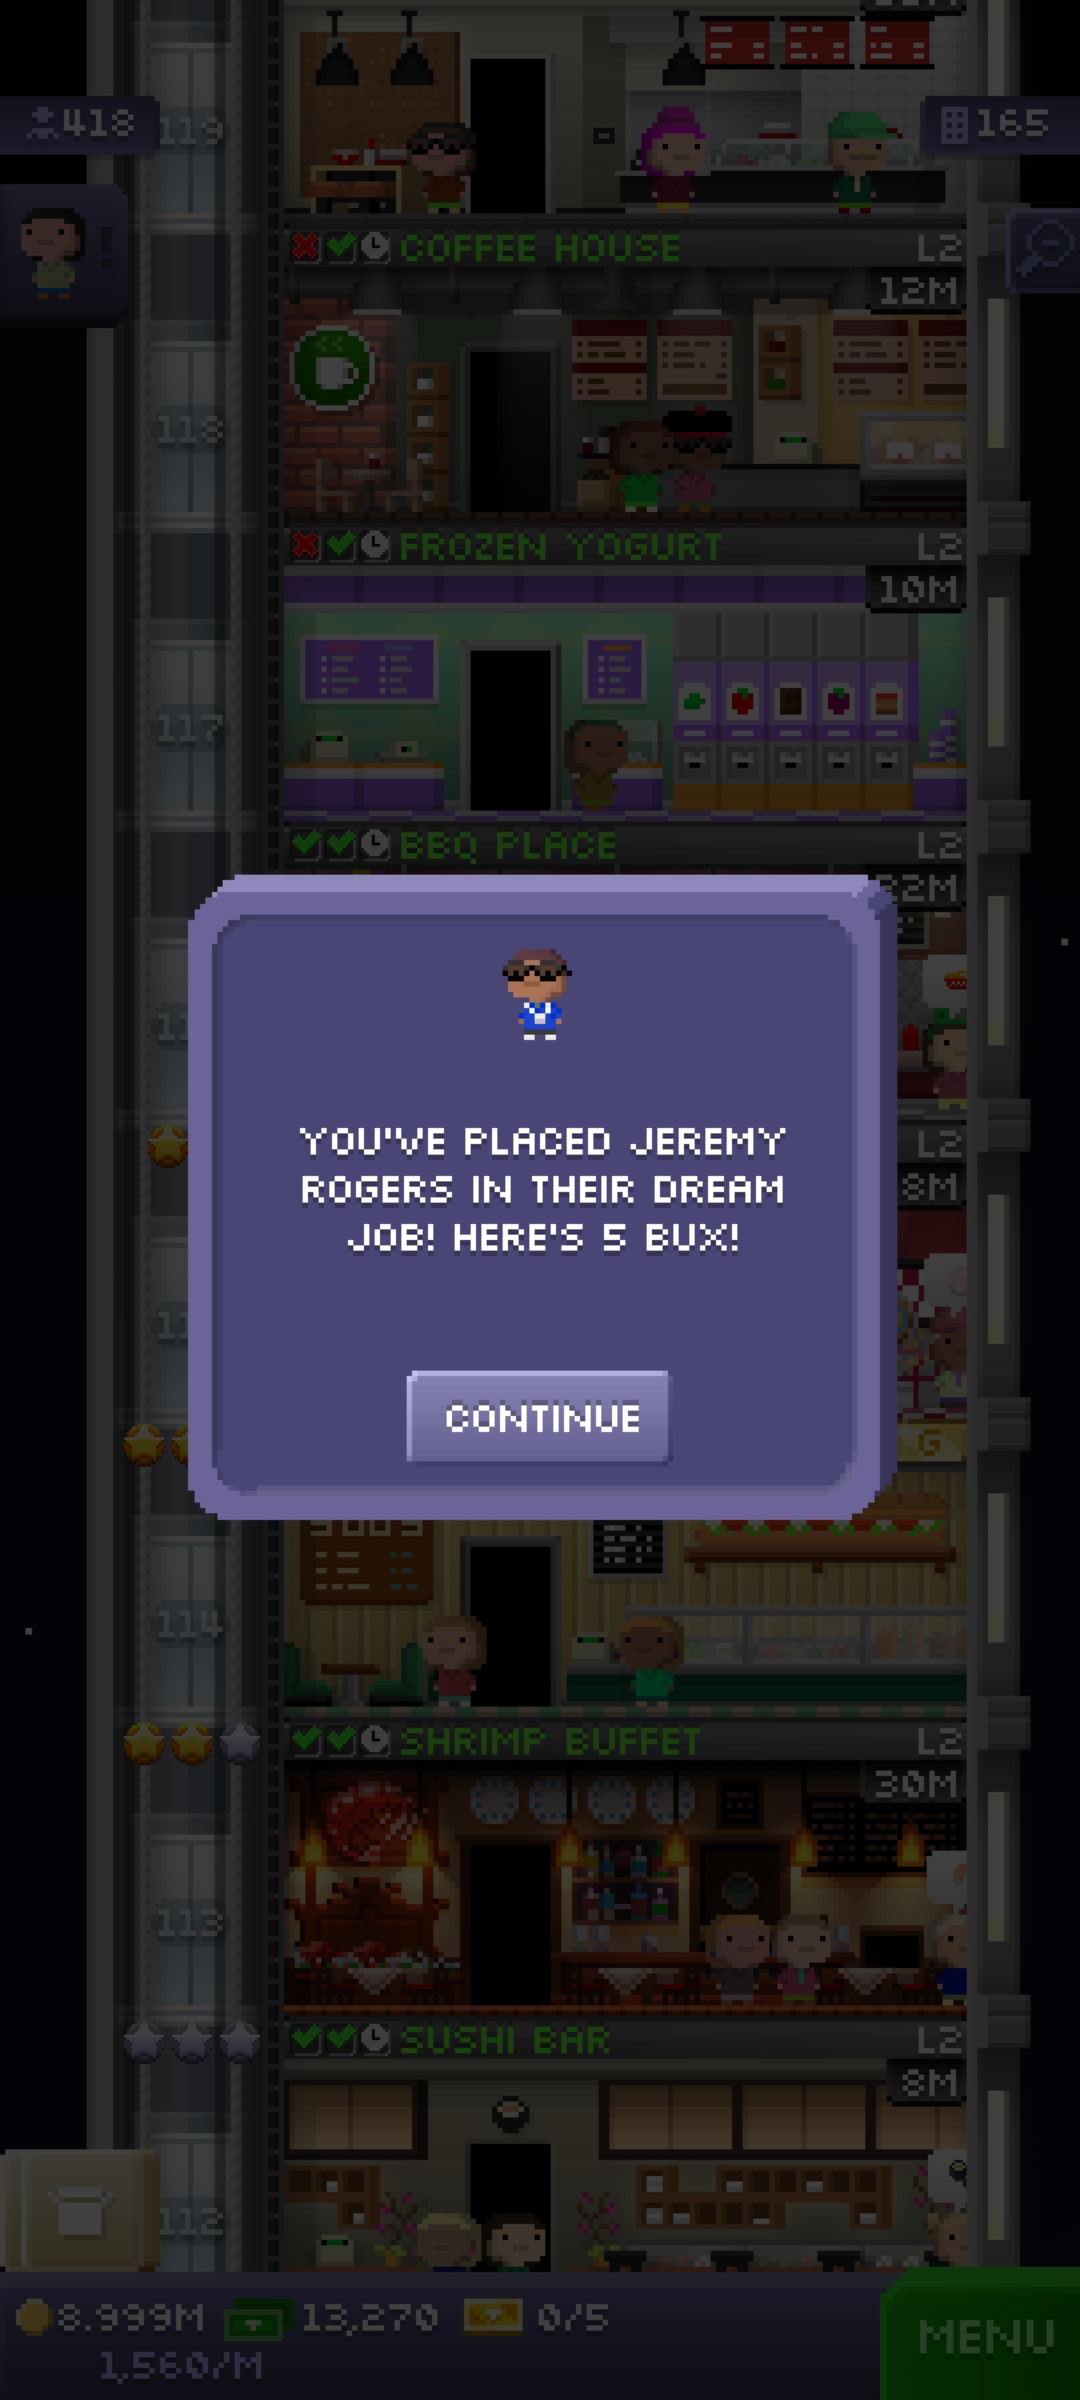 418
119
165
COFFEE HOUSE L2
12M
118
FROZEN YOGURT L2
10M
117
BBQ PLACE L2
L2
8M
YOU'VE PLACED JEREMY
ROGERS IN THEIR DREAM
JOB! HERE'S 5 BUX!
CONTINUE
G
114
SHRIMP BUFFET L2
30M
113
SUSHI BAR L2
8M
112
8.999M 13,270 0/5
1,560/M
MENU